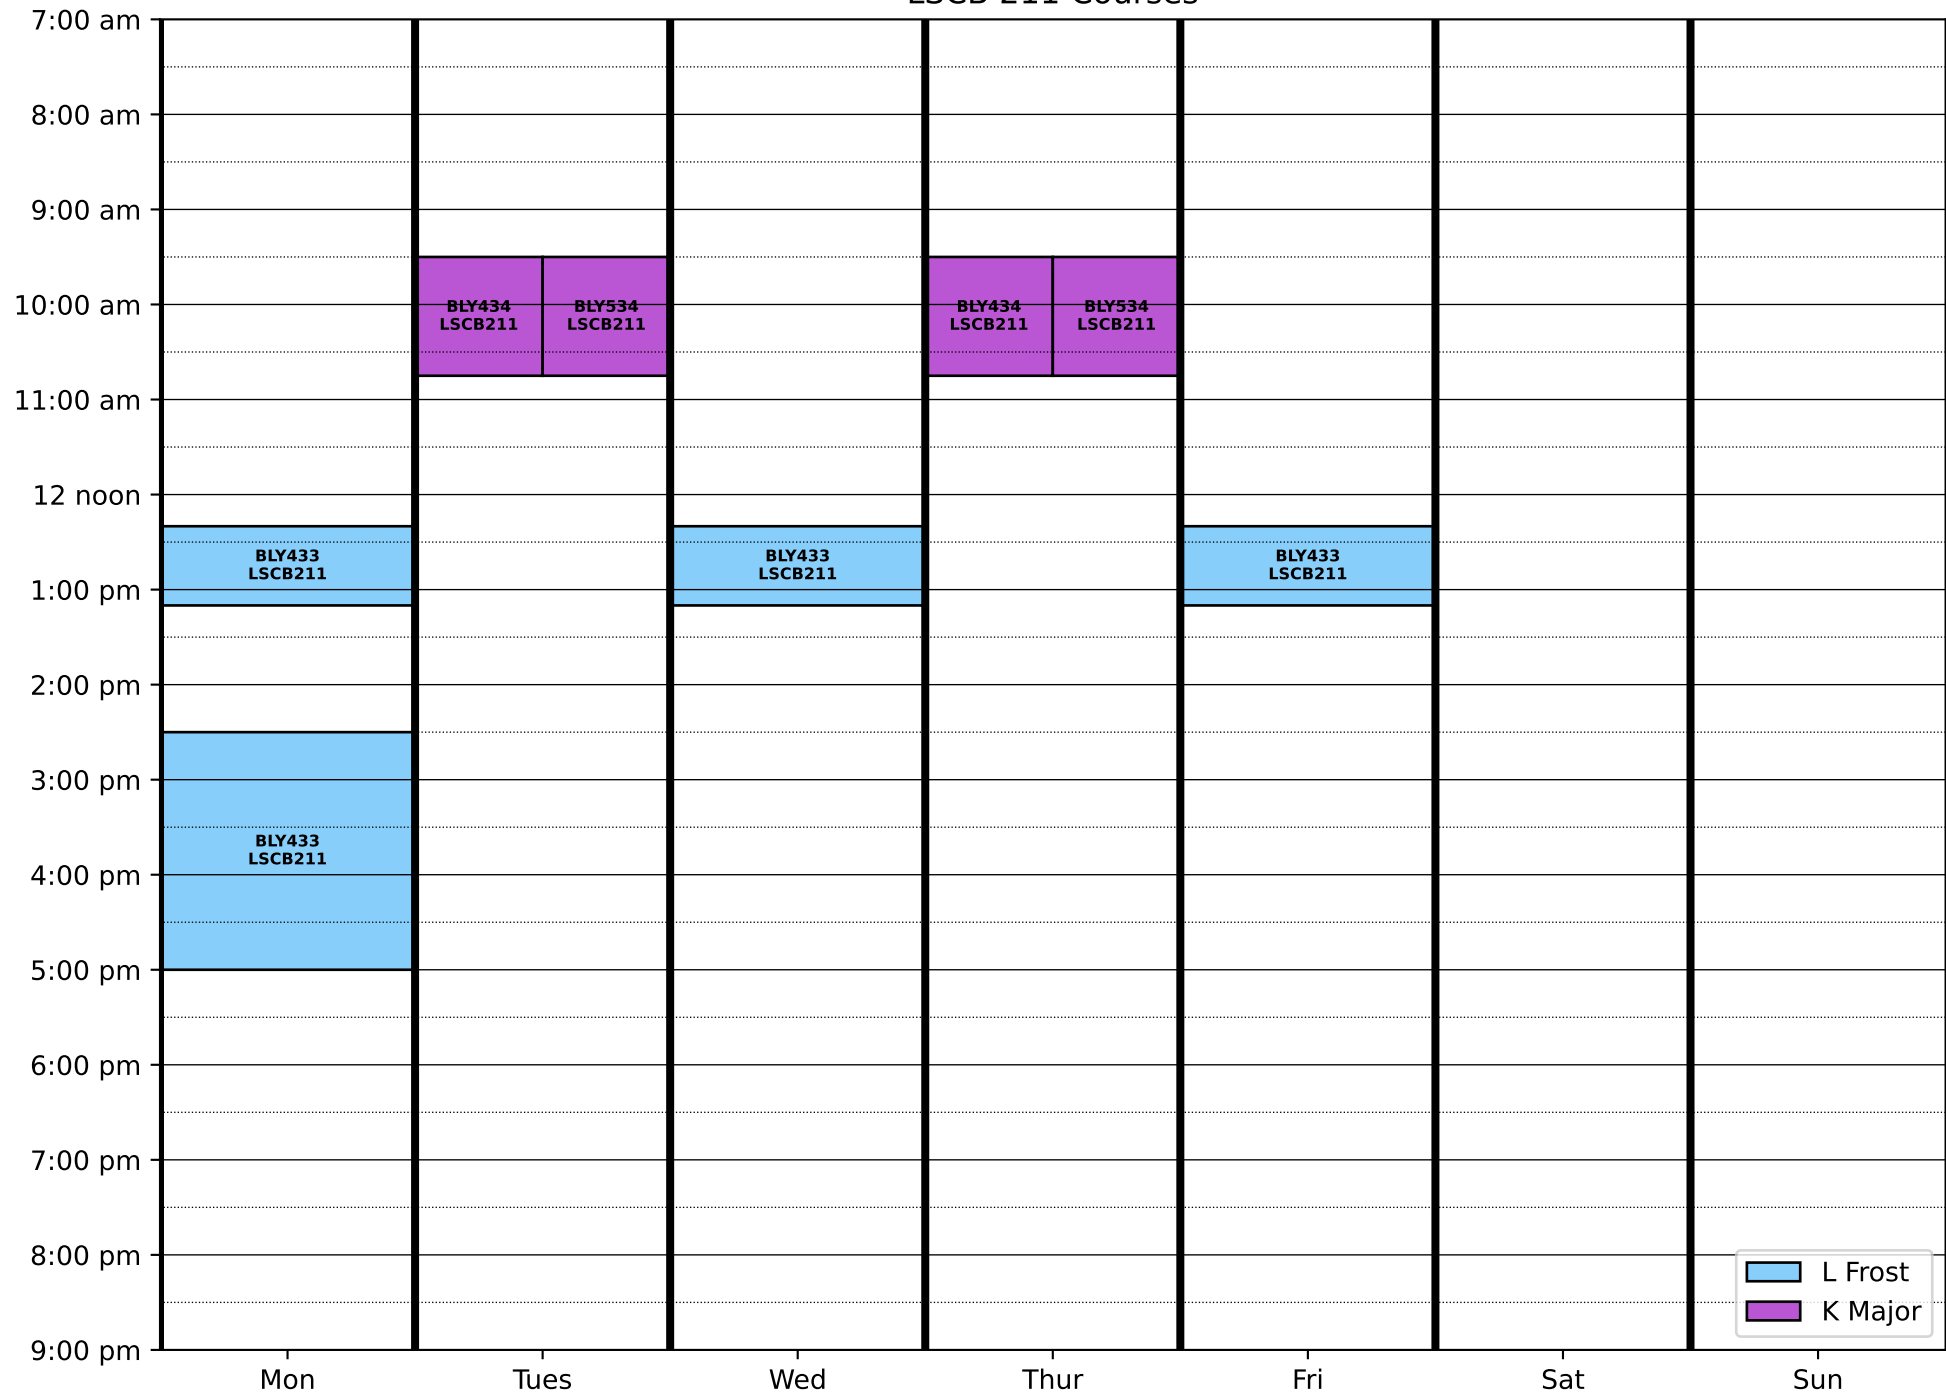 LSCB 211 Courses
7:00 am
8:00 am
9:00 am
10:00 am
11:00 am
12 noon
1:00 pm
2:00 pm
3:00 pm
4:00 pm
5:00 pm
6:00 pm
7:00 pm
8:00 pm
9:00 pm
BLY434
LSCB211
BLY534
LSCB211
BLY434
LSCB211
BLY534
LSCB211
BLY433
LSCB211
BLY433
LSCB211
BLY433
LSCB211
BLY433
LSCB211
L Frost
K Major
Mon
Tues
Wed
Thur
Fri
Sat
Sun